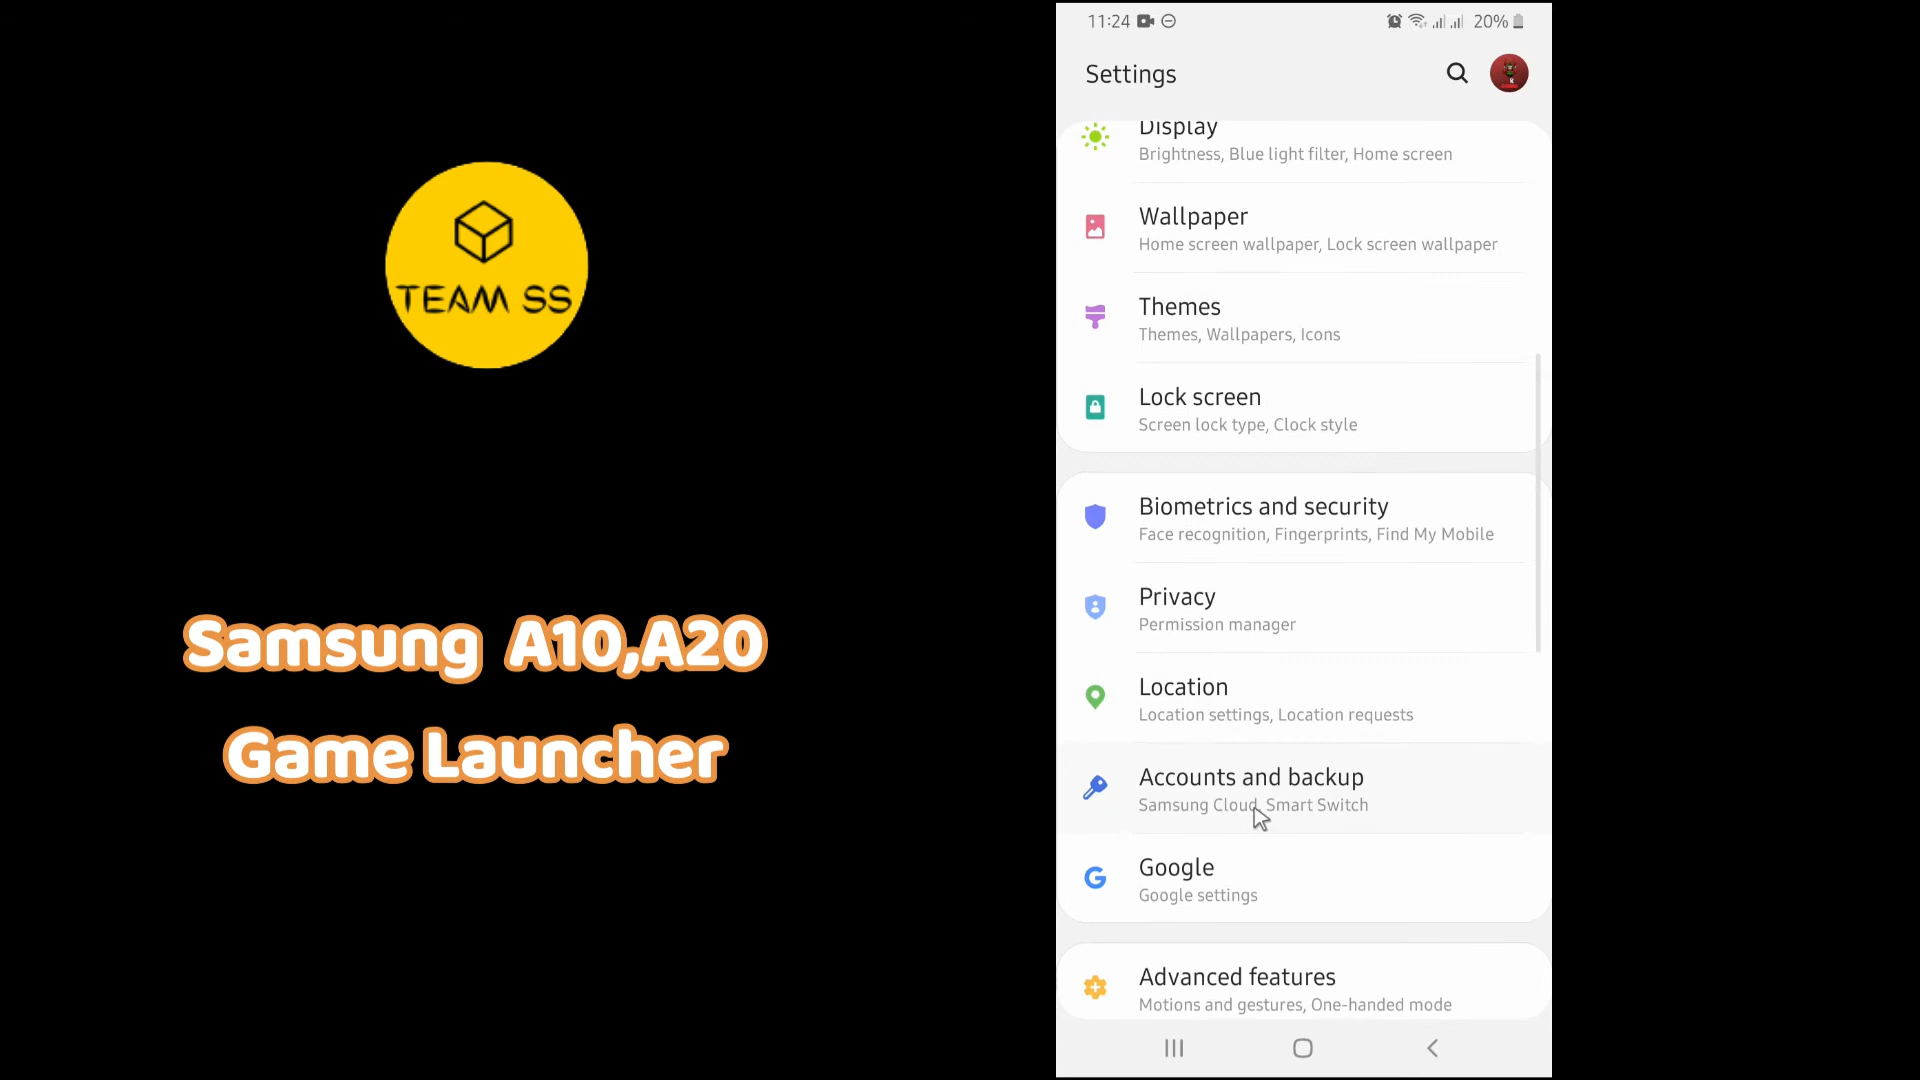 TEAM SS
Samsung A10,A20
Game Launcher
11:24
20%
Settings
Display
Brightness, Blue light filter, Home screen
Wallpaper
Home screen wallpaper, Lock screen wallpaper
Themes
Themes, Wallpapers, Icons
Lock screen
Screen lock type, Clock style
Biometrics and security
Face recognition, Fingerprints, Find My Mobile
Privacy
Permission manager
Location
Location settings, Location requests
Accounts and backup
Samsung Cloud, Smart Switch
Google
Google settings
Advanced features
Motions and gestures, One-handed mode